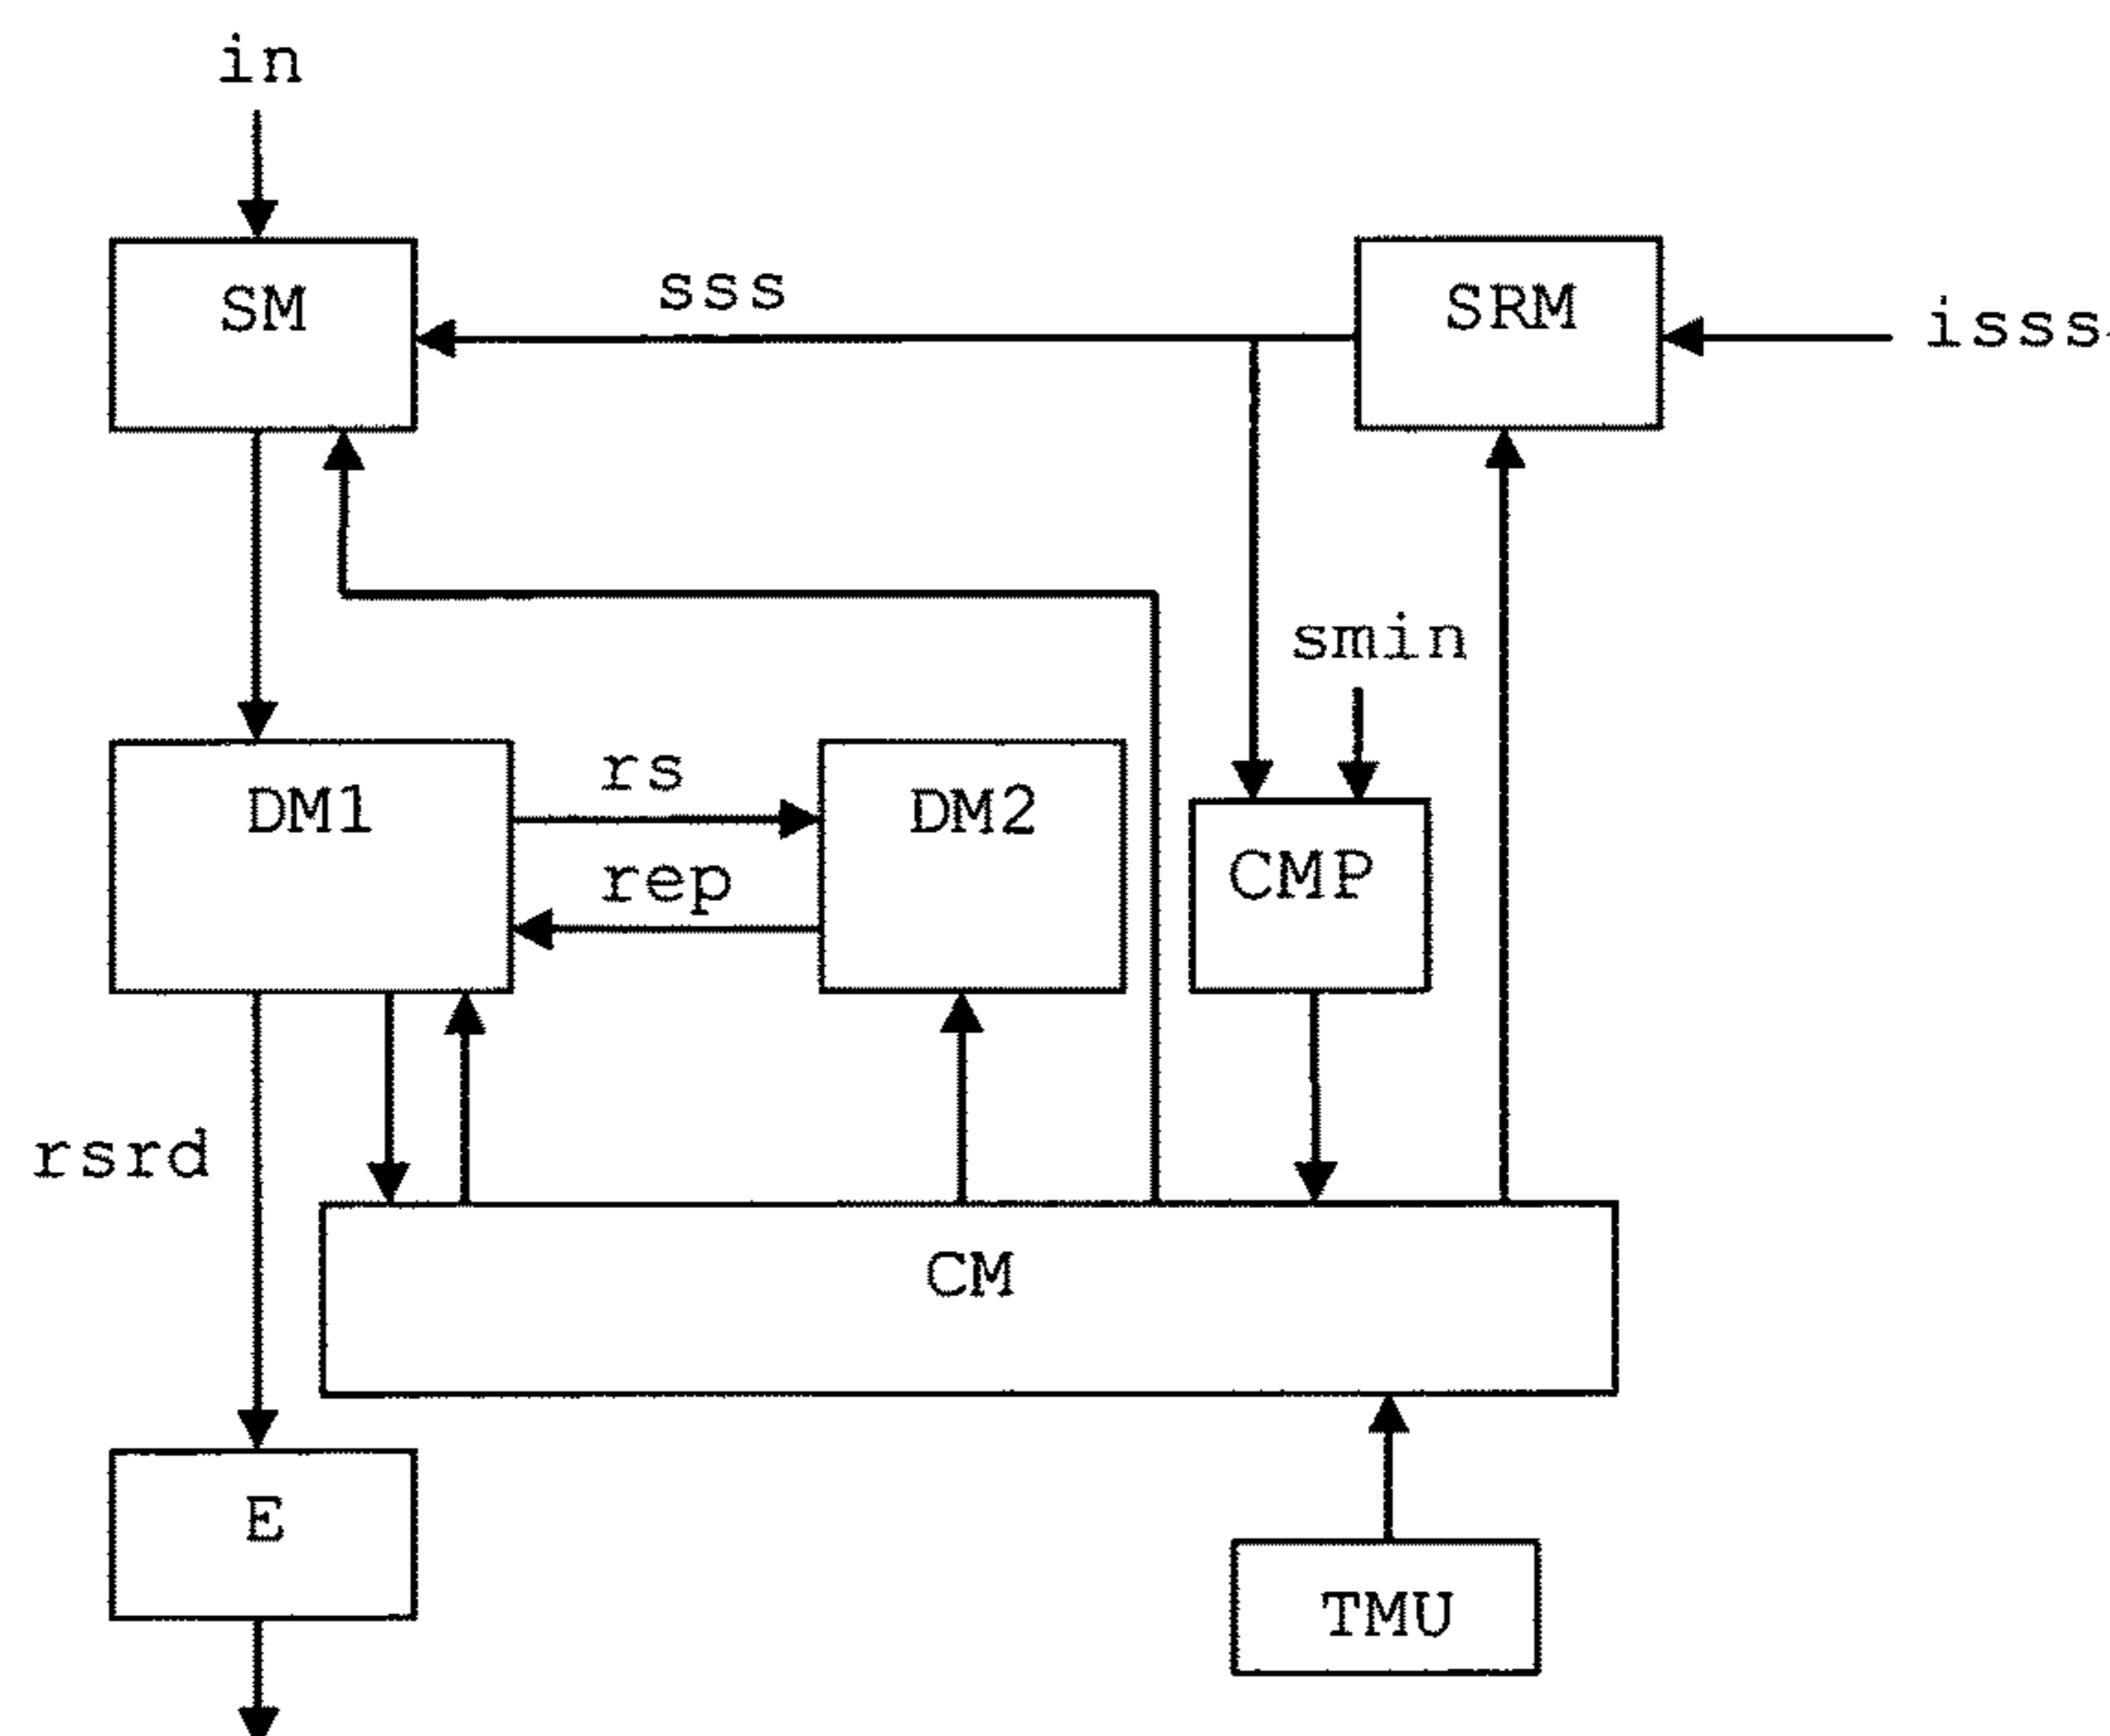 in
SM
sss
SRM
isss
smin
DM1
rs
DM2
rep
CMP
rsrd
CM
E
TMU